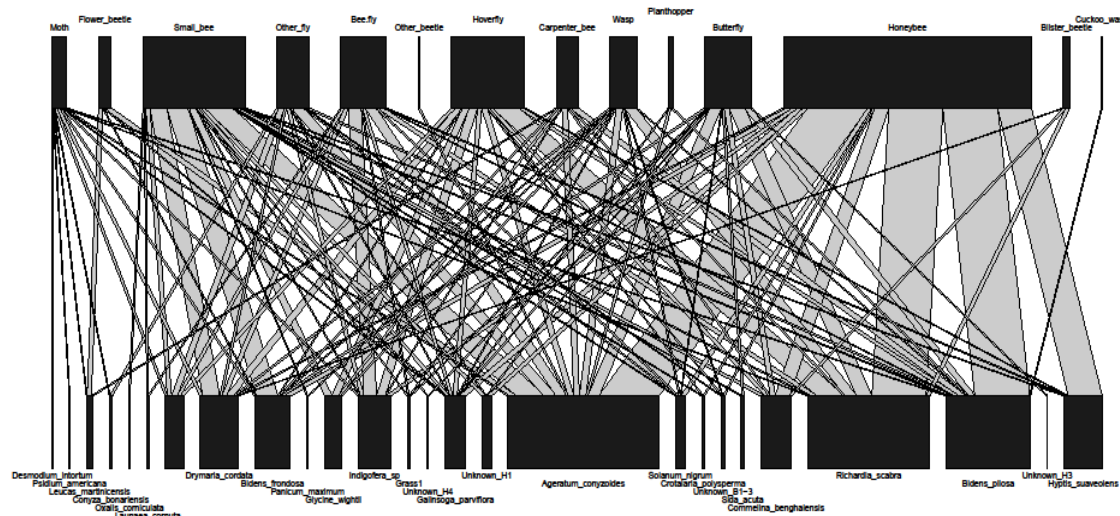 Moth
Flower_beetle
Small_bee
Other_fly
Bee.fly
Other_beetle
Hoverfly
Carpenter_bee
Wasp
Planthopper
Butterfly
Honeybee
Blister_beetle
Cuckoo_wa
Desmodium_intortum
Psidium_americana
Leucas_martinicensis
Conyza_bonariensis
Oxalis_corniculata
Launaea_cornuta
Drymaria_cordata
Bidens_frondosa
Panicum_maximum
Glycine_wightii
Indigofera_sp
Grass1
Unknown_H4
Galinsoga_parviflora
Unknown_H1
Ageratum_conyzoides
Solanum_nigrum
Crotalaria_polysperma
Unknown_B1-3
Sida_acuta
Commelina_benghalensis
Richardia_scabra
Bidens_pilosa
Unknown_H3
Hyptis_suaveolens